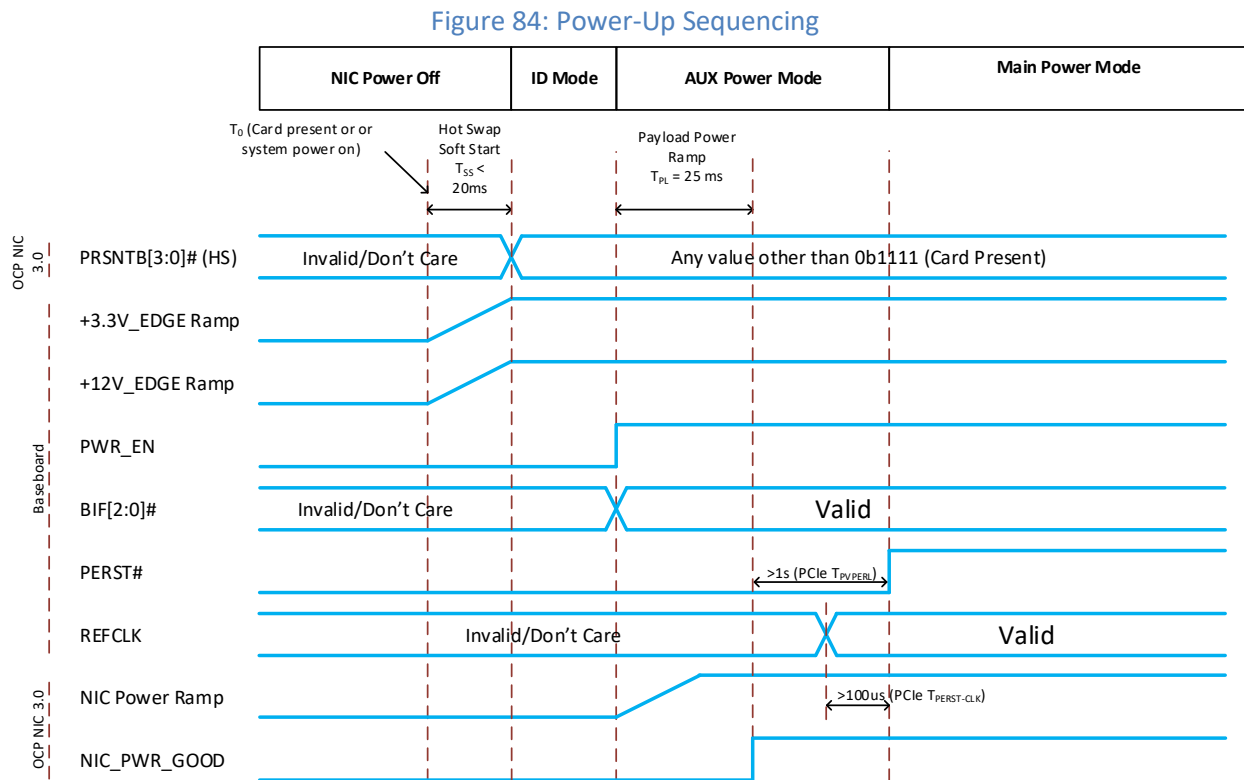 Figure 84: Power-Up Sequencing
NIC Power Off
ID Mode
AUX Power Mode
Main Power Mode
T0 (Card present or or
system power on)
Hot Swap
Soft Start
TSS <
20ms
Payload Power
Ramp
TPL = 25 ms
OCP NIC
3.0
PRSNTB[3:0]# (HS)
Invalid/Don't Care
Any value other than 0b1111 (Card Present)
Baseboard
+3.3V_EDGE Ramp
+12V_EDGE Ramp
PWR_EN
BIF[2:0]#
Invalid/Don't Care
Valid
PERST#
>1s (PCIe TPVPERL)
REFCLK
Invalid/Don't Care
Valid
OCP NIC 3.0
NIC Power Ramp
>100us (PCIe TPERST-CLK)
NIC_PWR_GOOD